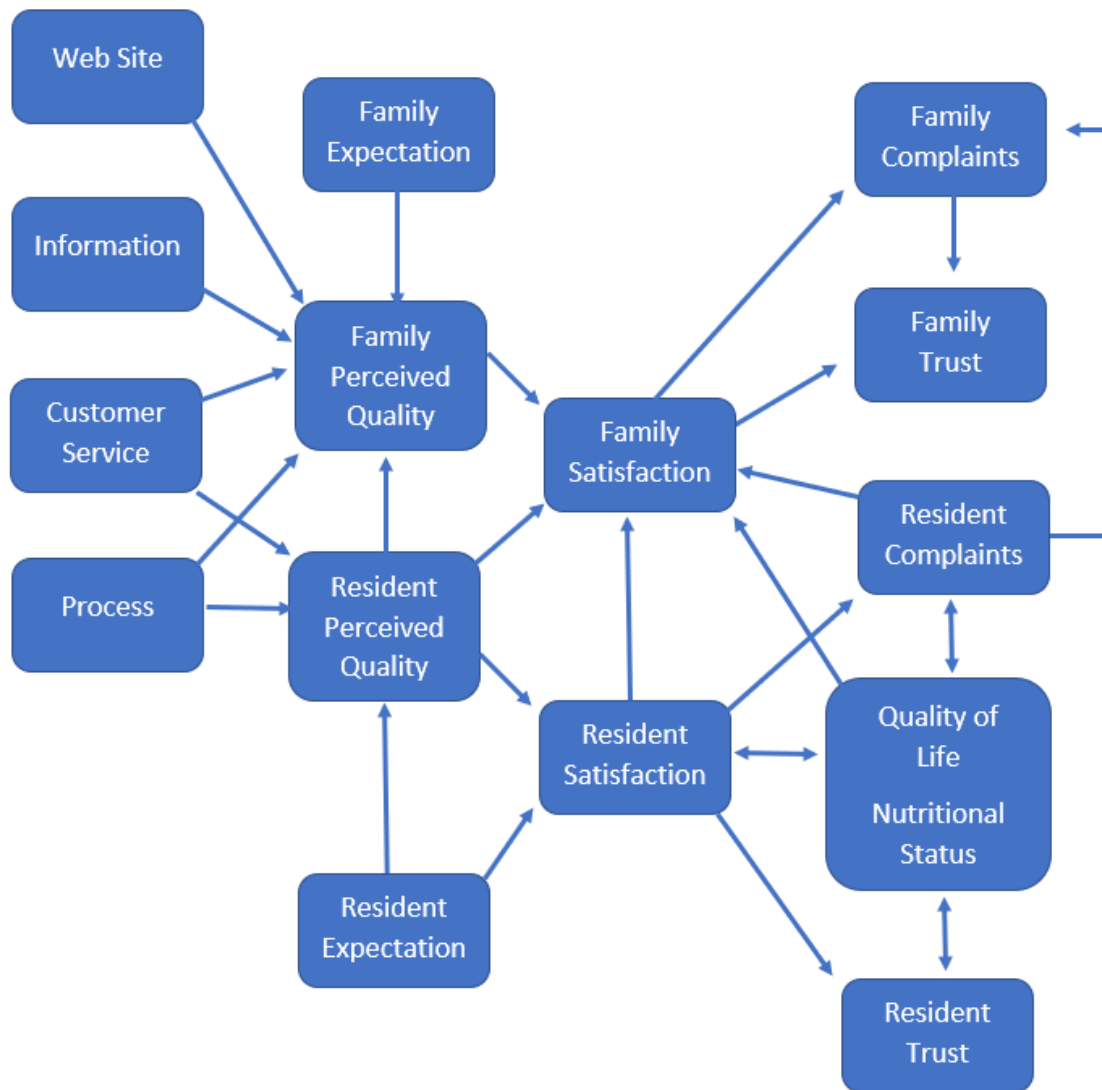 Web Site
Family
Expectation
Family
Complaints
Information
Family
Perceived
Quality
Family
Trust
Customer
Service
Family
Satisfaction
Resident
Complaints
Process
Resident
Perceived
Quality
Resident
Satisfaction
Quality of
Life
Nutritional
Status
Resident
Expectation
Resident
Trust